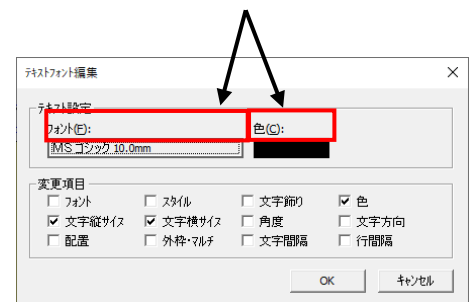 テキストフォント編集
テキスト設定
フォント(F): 色(C):
MS ゴシック 10.0mm
変更項目
フォント スタイル 文字飾り 色
文字縦サイズ 文字横サイズ 角度 文字方向
配置 外枠・マルチ 文字間隔 行間隔
OK キャンセル